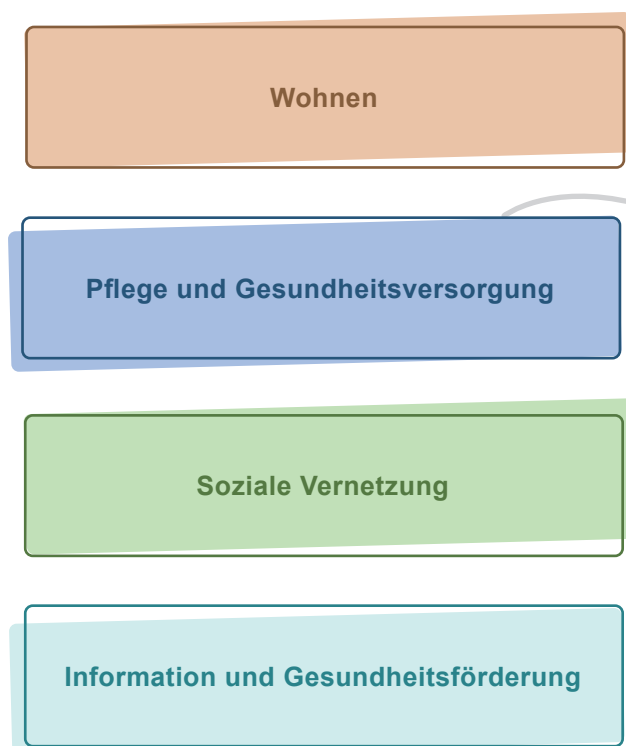 Wohnen
Pflege und Gesundheitsversorgung
Soziale Vernetzung
Information und Gesundheitsförderung